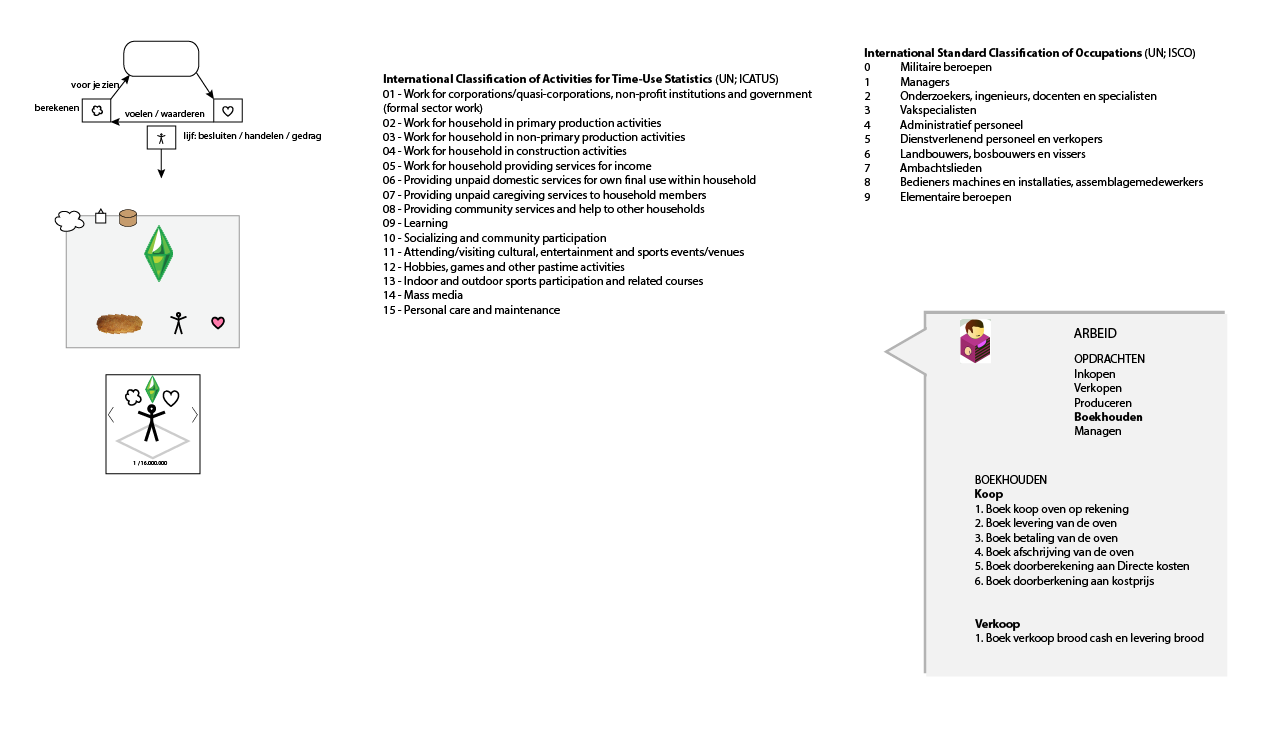 voor je zien
berekenen
voelen / waarderen
lijf: besluiten / handelen / gedrag
1 / 16.000.000
International Classification of Activities for Time-Use Statistics (UN; ICATUS)
01 - Work for corporations/quasi-corporations, non-profit institutions and government
(formal sector work)
02 - Work for household in primary production activities
03 - Work for household in non-primary production activities
04 - Work for household in construction activities
05 - Work for household providing services for income
06 - Providing unpaid domestic services for own final use within household
07 - Providing unpaid caregiving services to household members
08 - Providing community services and help to other households
09 - Learning
10 - Socializing and community participation
11 - Attending/visiting cultural, entertainment and sports events/venues
12 - Hobbies, games and other pastime activities
13 - Indoor and outdoor sports participation and related courses
14 - Mass media
15 - Personal care and maintenance
International Standard Classification of Occupations (UN; ISCO)
0 Militaire beroepen
1 Managers
2 Onderzoekers, ingenieurs, docenten en specialisten
3 Vakspecialisten
4 Administratief personeel
5 Dienstverlenend personeel en verkopers
6 Landbouwers, bosbouwers en vissers
7 Ambachtslieden
8 Bedieners machines en installaties, assemblagemedewerkers
9 Elementaire beroepen
ARBEID
OPDRACHTEN
Inkopen
Verkopen
Produceren
Boekhouden
Managen
BOEKHOUDEN
Koop
1. Boek koop oven op rekening
2. Boek levering van de oven
3. Boek betaling van de oven
4. Boek afschrijving van de oven
5. Boek doorberekening aan Directe kosten
6. Boek doorberkening aan kostprijs
Verkoop
1. Boek verkoop brood cash en levering brood